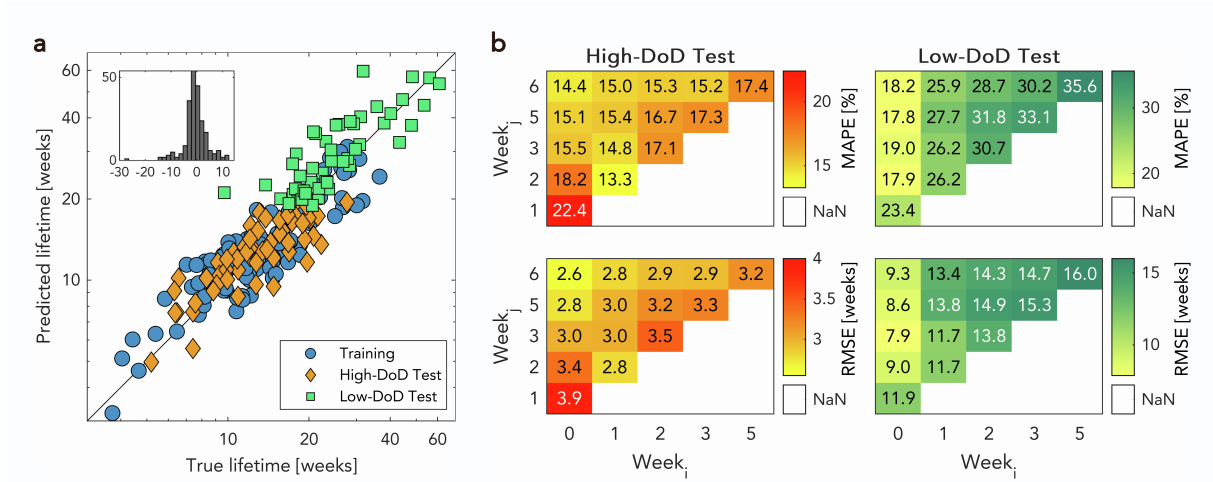 a
Predicted lifetime [weeks]
60
40
20
10
10
20
40
60
True lifetime [weeks]
50
0
-30 -20 -10 0 10
Training
High-DoD Test
Low-DoD Test
b
High-DoD Test
Week j
6 14.4 15.0 15.3 15.2 17.4
5 15.1 15.4 16.7 17.3
3 15.5 14.8 17.1
2 18.2 13.3
1 22.4
20
15
MAPE [%]
NaN
Low-DoD Test
18.2 25.9 28.7 30.2 35.6
17.8 27.7 31.8 33.1
19.0 26.2 30.7
17.9 26.2
23.4
30
20
MAPE [%]
NaN
Week j
6 2.6 2.8 2.9 2.9 3.2
5 2.8 3.0 3.2 3.3
3 3.0 3.0 3.5
2 3.4 2.8
1 3.9
0 1 2 3 5
Week i
4
3.5
3
RMSE [weeks]
NaN
9.3 13.4 14.3 14.7 16.0
8.6 13.8 14.9 15.3
7.9 11.7 13.8
9.0 11.7
11.9
0 1 2 3 5
Week i
15
10
RMSE [weeks]
NaN